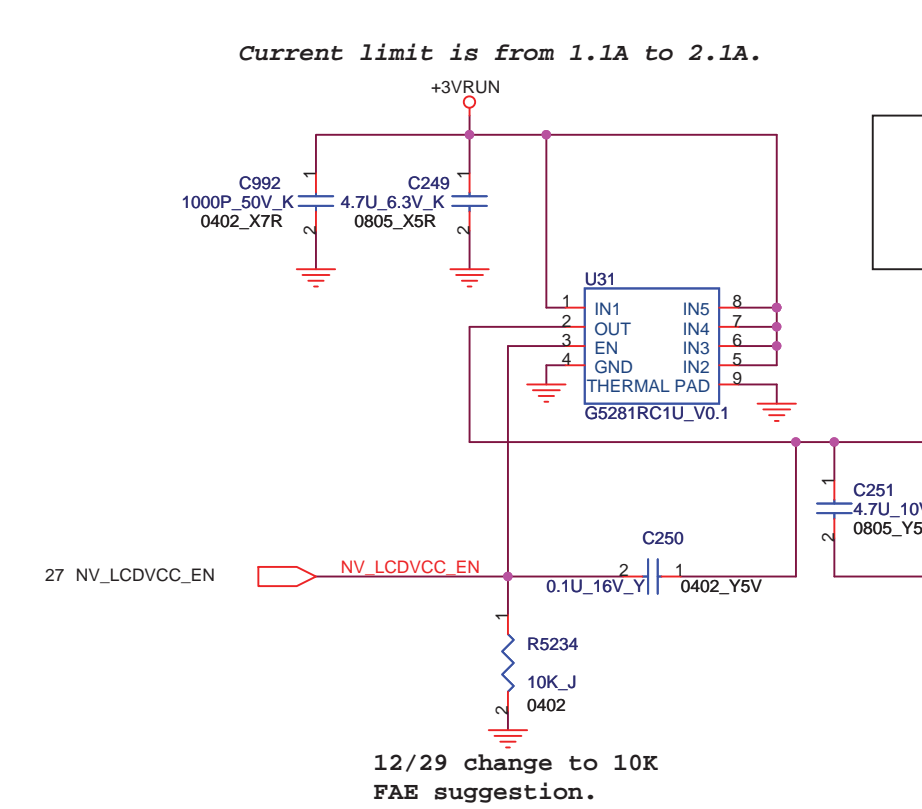 Current limit is from 1.1A to 2.1A.
+3VRUN
1
1
C992
C249
1000P_50V_K
4.7U_6.3V_K
0402_X7R
0805_X5R
2
2
U31
1
IN1
IN5
8
2
OUT
IN4
7
3
EN
IN3
6
4
GND
IN2
5
THERMAL PAD
9
G5281RC1U_V0.1
1
C251
4.7U_10V
0805_Y5
2
C250
27 NV_LCDVCC_EN
NV_LCDVCC_EN
2
1
0.1U_16V_Y
0402_Y5V
1
R5234
10K_J
0402
2
12/29 change to 10K
FAE suggestion.